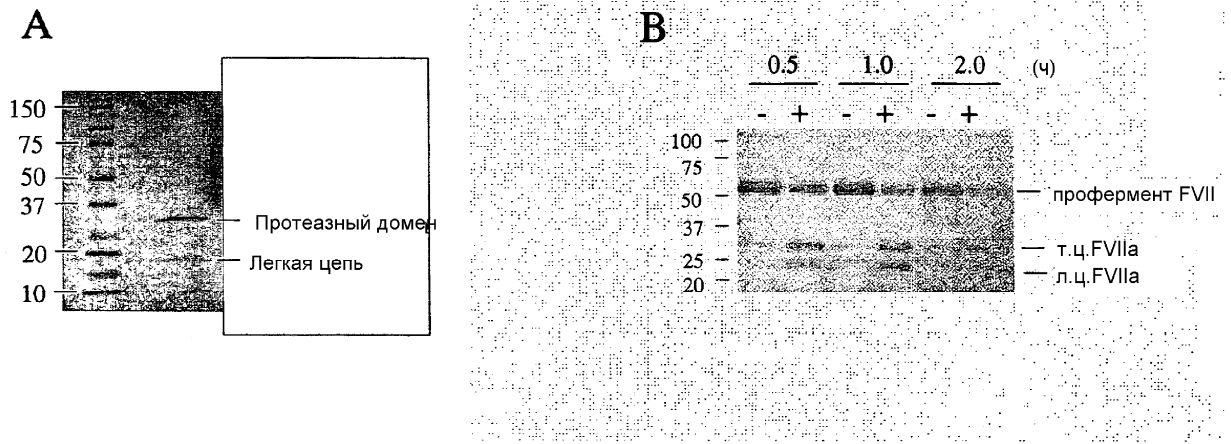 A
150
75
50
37
20
10
Протеазный домен
Легкая цепь
B
0.5 1.0 2.0 (ч)
- + - + - +
100
75
50
37
25
20
профермент FVII
т.ц.FVIIa
л.ц.FVIIa